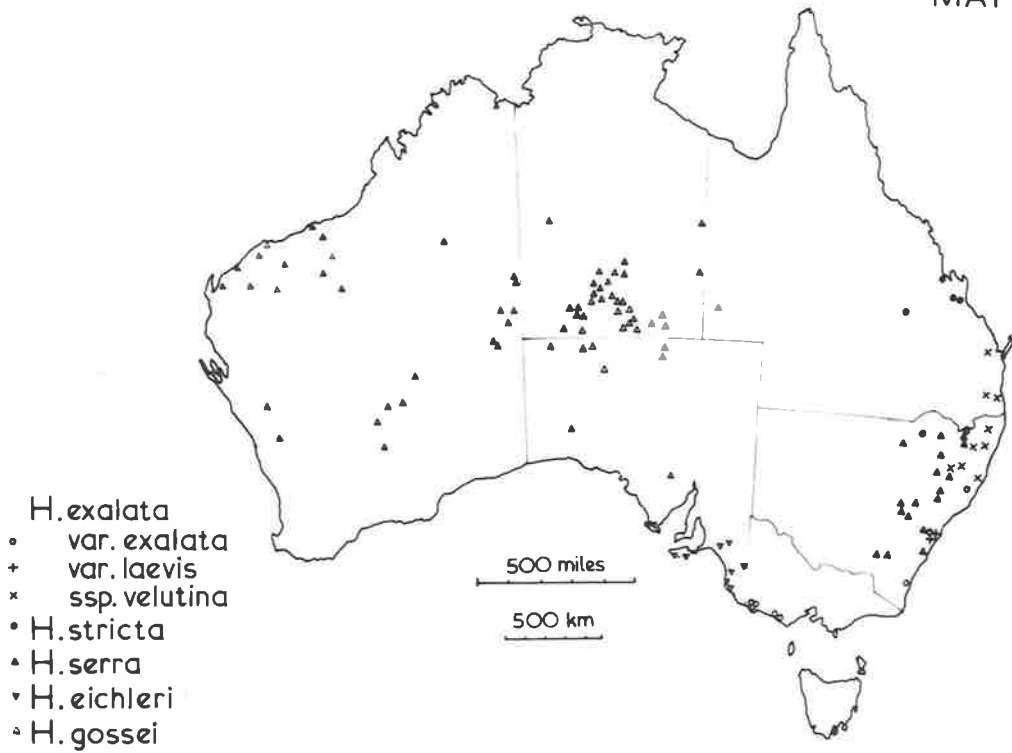 MAP
500 miles
500 km
H.exalata
var. exalata
var. laevis
ssp. velutina
H.stricta
H.serra
H.eichleri
H.gossei